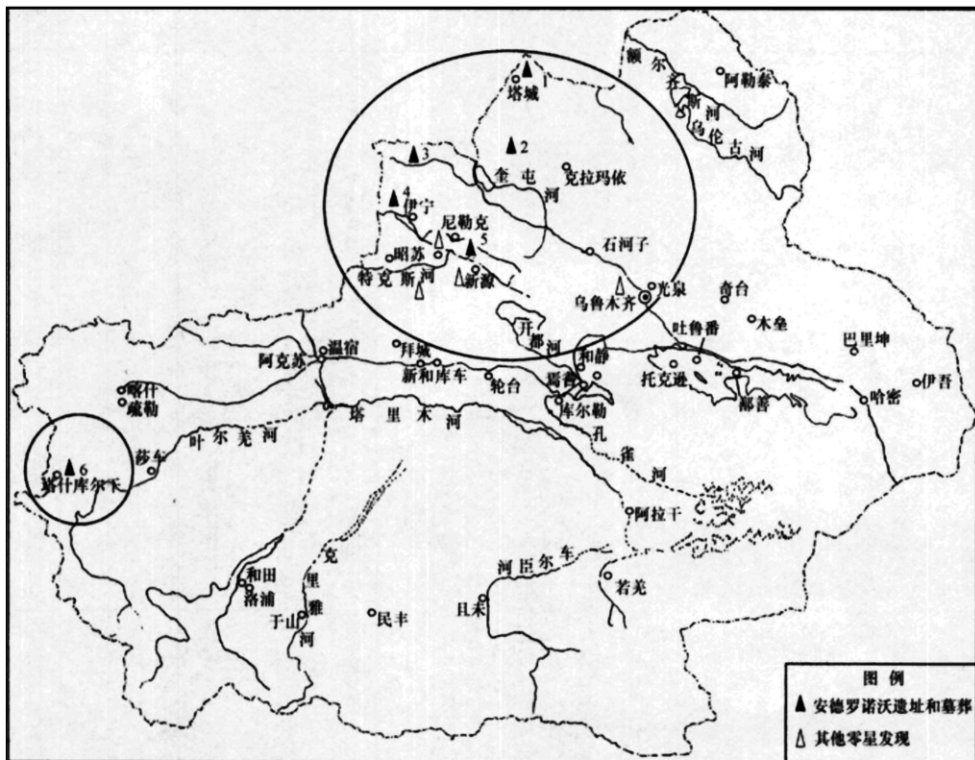 额尔齐斯河
阿勒泰
乌伦古河
1
塔城
2
克拉玛依
奎屯河
3
4
伊宁
尼勒克
5
昭苏
新源
特克斯河
石河子
乌鲁木齐
光泉
奇台
木垒
吐鲁番
巴里坤
伊吾
哈密
鄯善
托克逊
开都河
和静
焉耆
库尔勒
孔雀河
温宿
阿克苏
拜城
新和库车
轮台
塔里木河
喀什
疏勒
叶尔羌河
莎车
6
塔什库尔干
阿拉干
河臣尔车
若羌
且末
和田
洛浦
于山
克里雅河
民丰
图例
安德罗诺沃遗址和墓葬
其他零星发现